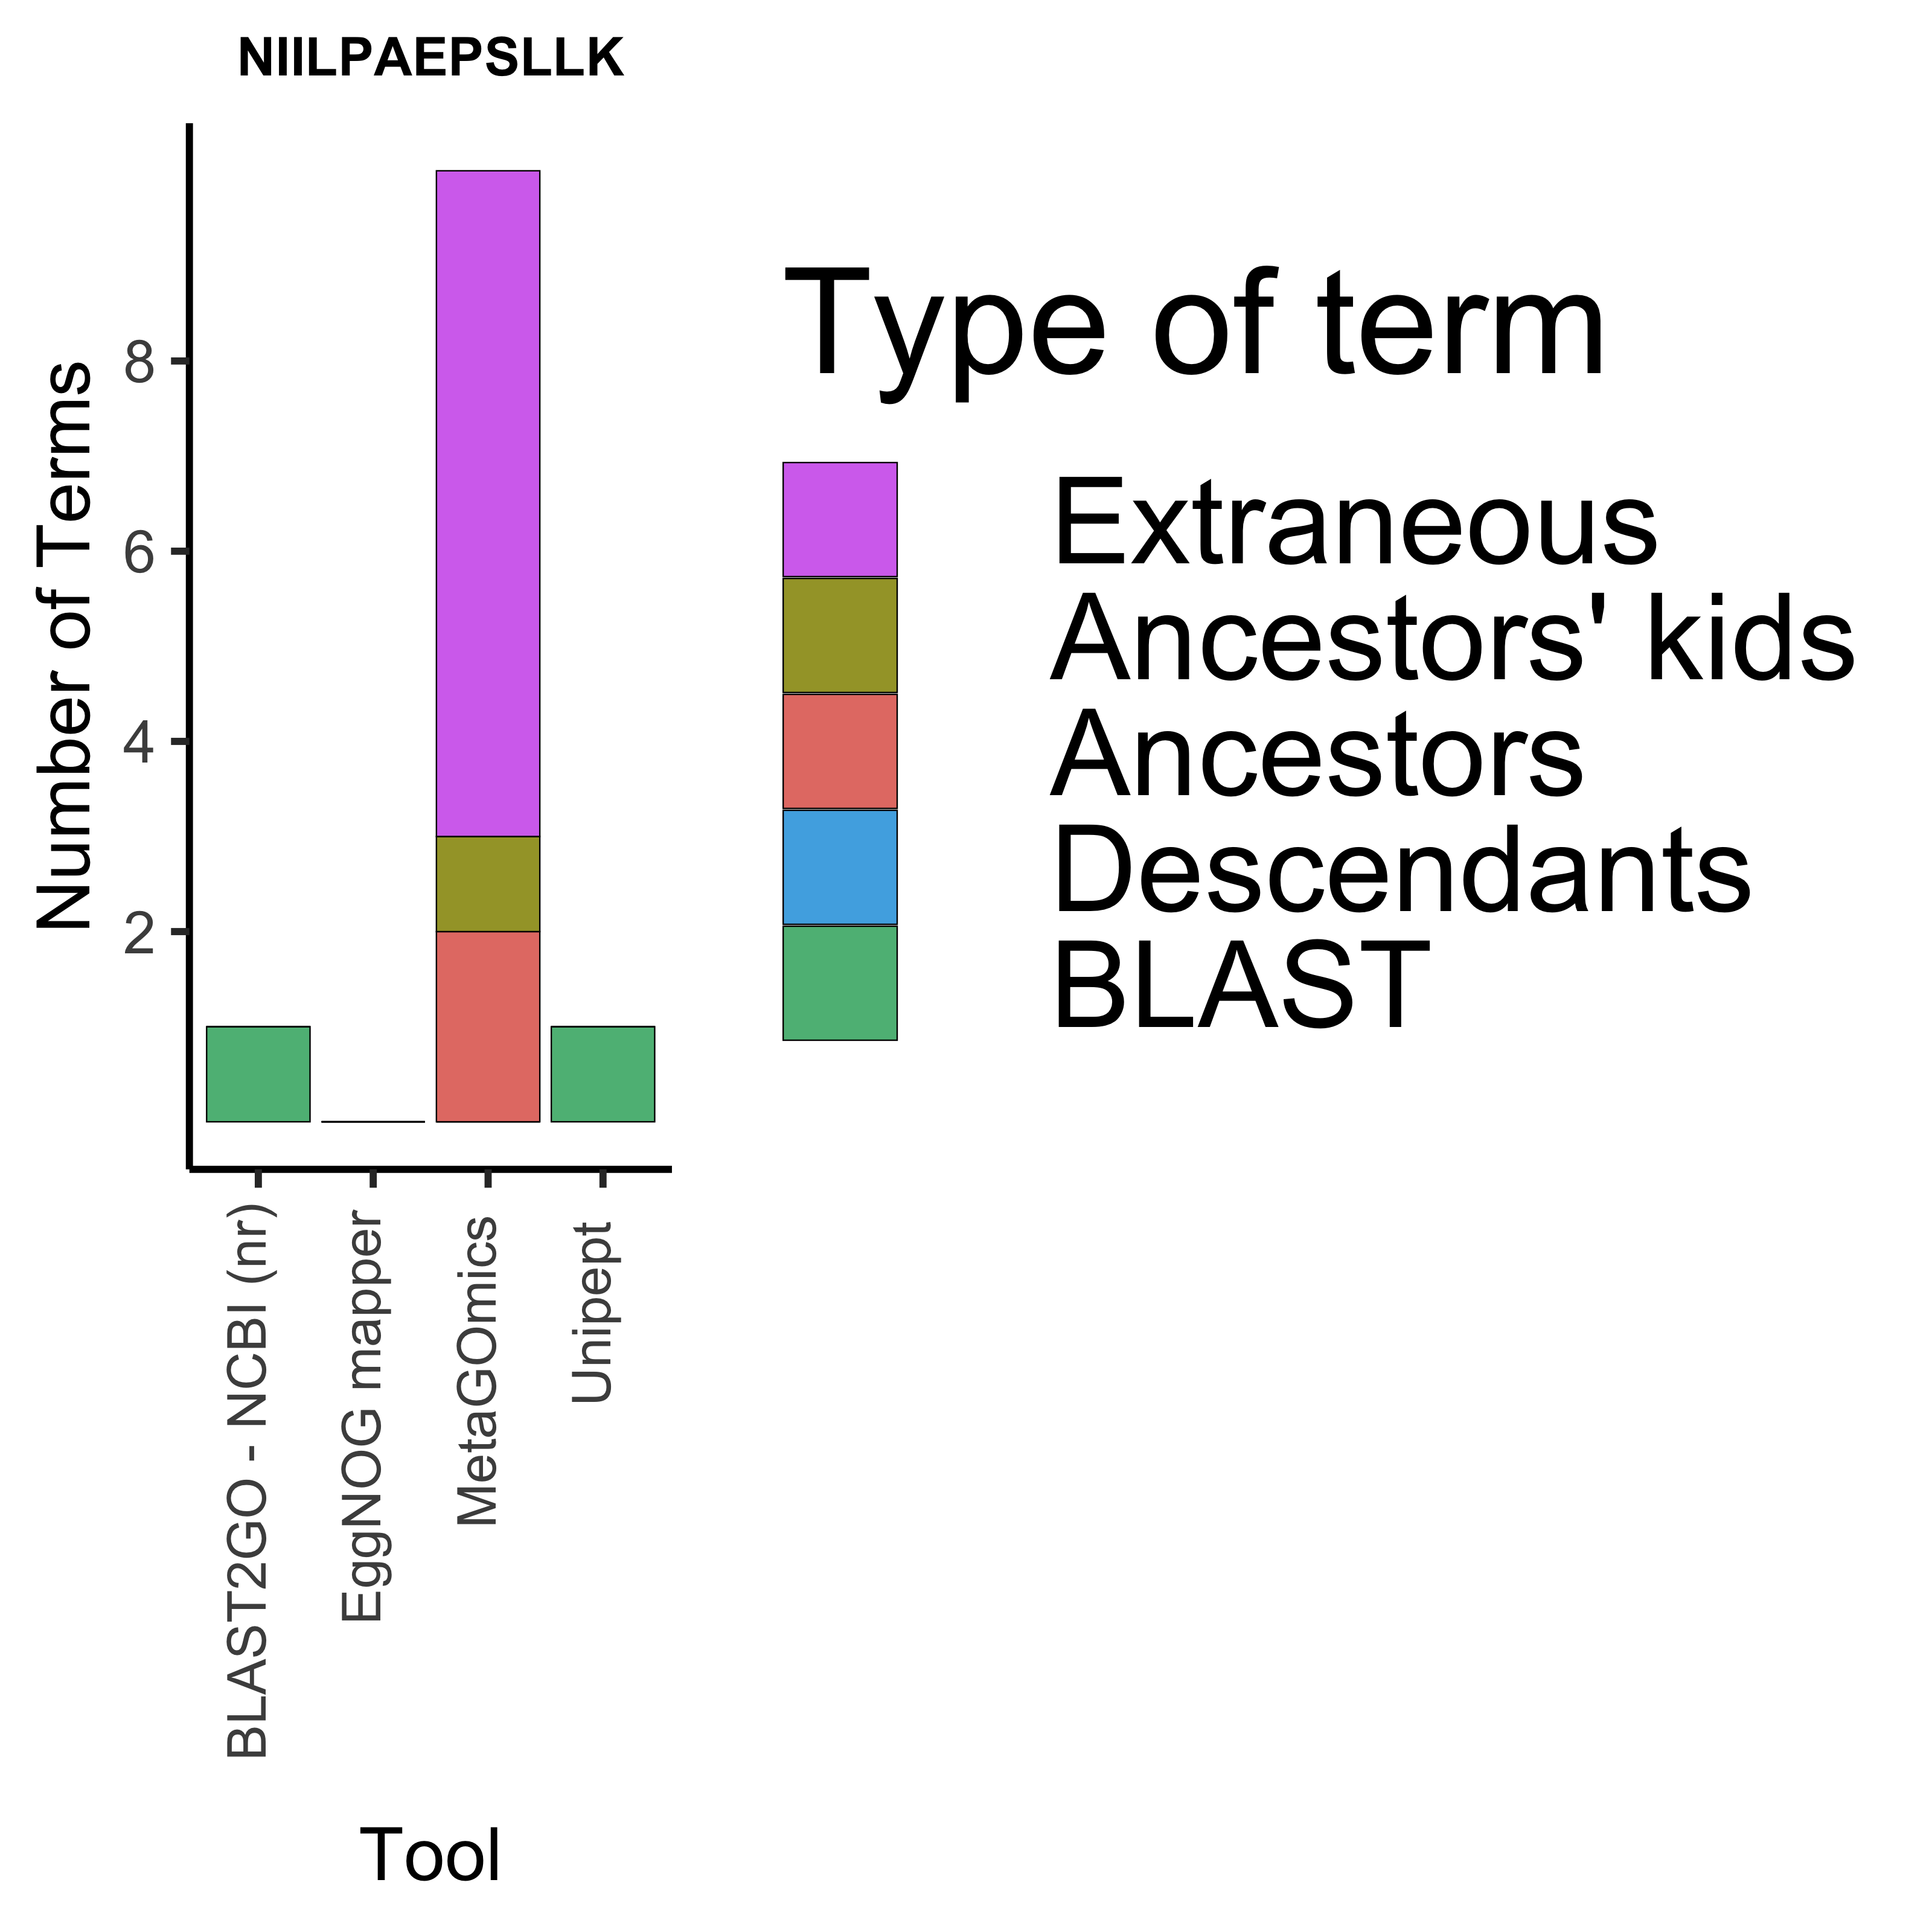 NIIILPAEPSLLK
Number of Terms
8
6
4
2
BLAST2GO - NCBI (nr)
EggNOG mapper
MetaGOmics
Unipept
Tool
Type of term
Extraneous
Ancestors' kids
Ancestors
Descendants
BLAST